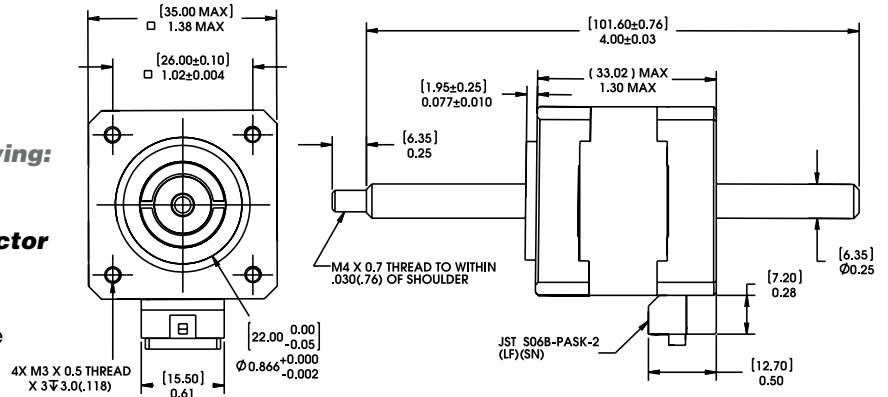 [35.00 MAX]
□ 1.38 MAX
[26.00±0.10]
□ 1.02±0.004
ving:
ctor
e
4X M3 X 0.5 THREAD
X 3↧3.0(.118)
[15.50]
0.61
[22.00 0.00 -0.05]
Ø0.866 +0.000 -0.002
[101.60±0.76]
4.00±0.03
(33.02) MAX
1.30 MAX
[1.95±0.25]
0.077±0.010
[6.35]
0.25
M4 X 0.7 THREAD TO WITHIN
.030(.76) OF SHOULDER
[6.35]
Ø0.25
[7.20]
0.28
JST S06B-PASK-2
(LF)(SN)
[12.70]
0.50